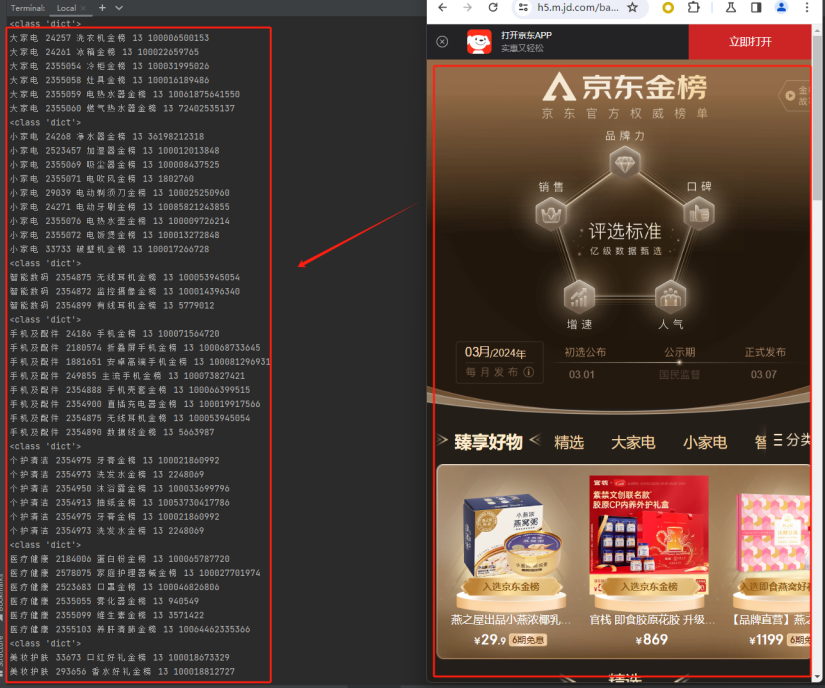 Terminal: Local × +
<class 'dict'>
大家电 24257 洗衣机金榜 13 100006500153
大家电 24261 冰箱金榜 13 100022659765
大家电 2355054 冷柜金榜 13 100031995026
大家电 2355058 灶具金榜 13 100016189486
大家电 2355059 电热水器金榜 13 10061875641550
大家电 2355060 燃气热水器金榜 13 72402535137
<class 'dict'>
小家电 24268 净水器金榜 13 36198212318
小家电 2523457 加湿器金榜 13 100012013848
小家电 2355069 吸尘器金榜 13 100008437525
小家电 2355071 电吹风金榜 13 1802760
小家电 29039 电动剃须刀金榜 13 100025250960
小家电 24271 电动牙刷金榜 13 10085821243855
小家电 2355076 电热水壶金榜 13 100009726214
小家电 2355072 电饭煲金榜 13 100013272848
小家电 33733 破壁机金榜 13 100017266728
<class 'dict'>
智能数码 2354875 无线耳机金榜 13 100053945054
智能数码 2354872 监控摄像金榜 13 100014396340
智能数码 2354899 有线耳机金榜 13 5779012
<class 'dict'>
手机及配件 24186 手机金榜 13 100071564720
手机及配件 2180574 折叠屏手机金榜 13 100068733645
手机及配件 1881651 安卓高端手机金榜 13 100081296931
手机及配件 249855 主流手机金榜 13 100073827421
手机及配件 2354888 手机壳套金榜 13 100066399515
手机及配件 2354900 直插充电器金榜 13 100019917566
手机及配件 2354875 无线耳机金榜 13 100053945054
手机及配件 2354890 数据线金榜 13 5663987
<class 'dict'>
个护清洁 2354975 牙膏金榜 13 100021860992
个护清洁 2354973 洗发水金榜 13 2248069
个护清洁 2354950 沐浴露金榜 13 100033699796
个护清洁 2354913 抽纸金榜 13 10053730417786
个护清洁 2354975 牙膏金榜 13 100021860992
个护清洁 2354973 洗发水金榜 13 2248069
<class 'dict'>
医疗健康 2184006 蛋白粉金榜 13 100065787720
医疗健康 2578075 家庭护理器械金榜 13 100027701974
医疗健康 2523683 口罩金榜 13 100046826806
医疗健康 2535055 雾化器金榜 13 940549
医疗健康 2355099 维生素金榜 13 3571422
医疗健康 2355103 养肝清肺金榜 13 10064462335366
<class 'dict'>
美妆护肤 33673 口红好礼金榜 13 100018673329
美妆护肤 293656 香水好礼金榜 13 100018812727
h5.m.jd.com/ba...
打开京东APP
实惠又轻松
立即打开
京东金榜
京东官方权威榜单
品牌力
销售
口碑
评选标准
亿级数据甄选
增速
人气
03月/2024年
每月发布
初选公布
公示期
正式发布
03.01
国民监督
03.07
臻享好物
精选
大家电
小家电
智
分类
小燕浓
燕窝粥
官栈
紫禁文创联名款
胶原CP内养外护礼盒
入选京东金榜
入选京东金榜
入选即食燕窝好
燕之屋出品小燕浓椰乳...
官栈 即食胶原花胶 升级...
【品牌直营】燕之
¥29.9 6期免息
¥869
¥1199 6期免
精选